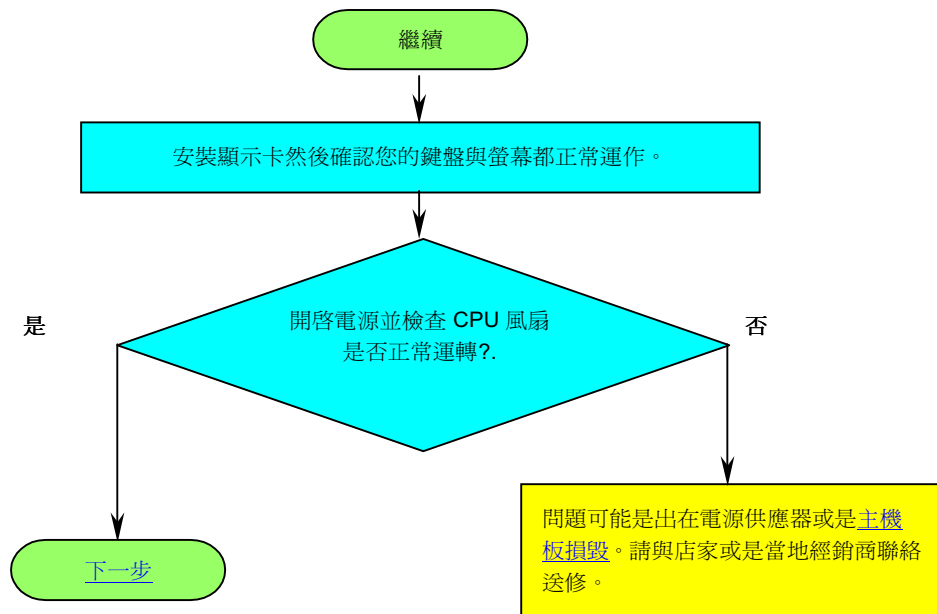 繼續
安裝顯示卡然後確認您的鍵盤與螢幕都正常運作。
開啓電源並檢查 CPU 風扇
是否正常運轉?.
是
否
問題可能是出在電源供應器或是主機
板損毀。請與店家或是當地經銷商聯絡
送修。
下一步